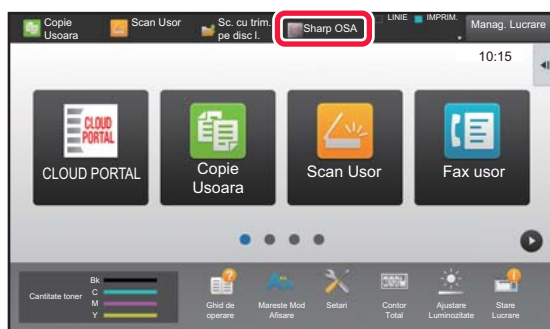 Copie
Usoara
Scan Usor
Sc. cu trim.
pe disc l.
Sharp OSA
LINIE
IMPRIM.
Manag. Lucrare
10:15
CLOUD
PORTAL
CLOUD PORTAL
Copie
Usoara
Scan Usor
Fax usor
Cantitate toner
Bk
C
M
Y
Ghid de
operare
Mareste Mod
Afisare
Setari
Contor
Total
Ajustare
Luminozitate
Stare
Lucrare